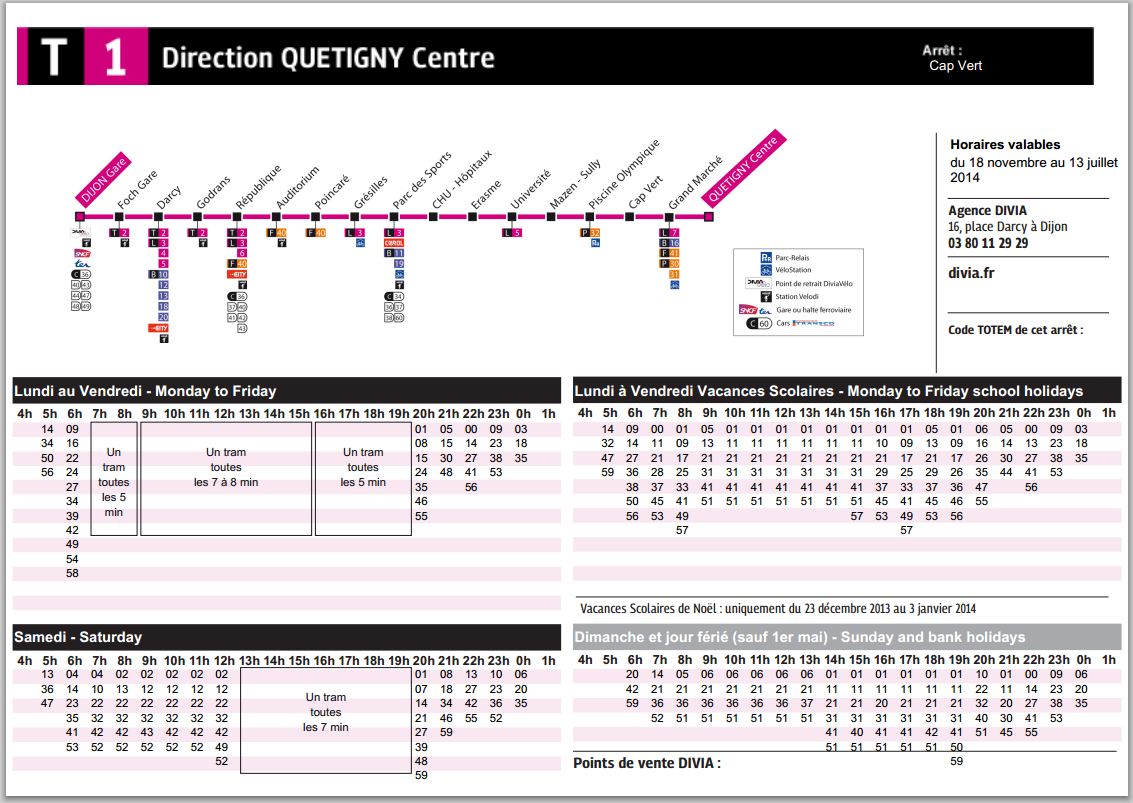 T 1 Direction QUETIGNY Centre
Arrêt :
Cap Vert
DIJON Gare Foch Gare Darcy Godrans République Auditorium Poincaré Grésilles Parc des Sports CHU - Hôpitaux Erasme Université Mazen - Sully Piscine Olympique Cap Vert Grand Marché QUETIGNY Centre
T 2 T 2 T 2 T 2 F 40 F 40 L 3 L 3 L 5 P 32 L 7
L 3 L 3 COROL B 16
SNCF 4 6 B 11 F 41
ter 5 F 40 19 P 30
C 36 B 10 CITY 31
40 43 12 C 36 C 34
44 47 13 37 40 36 37
48 49 18 41 42 38 60
20 43
CITY
Parc-Relais
VéloStation
Point de retrait DiviaVélo
Station Velodi
SNCF ter Gare ou halte ferroviaire
C 60 Cars TRANSCO
Horaires valables
du 18 novembre au 13 juillet
2014
Agence DIVIA
16, place Darcy à Dijon
03 80 11 29 29
divia.fr
Code TOTEM de cet arrêt :
Lundi au Vendredi - Monday to Friday
4h 5h 6h 7h 8h 9h 10h 11h 12h 13h 14h 15h 16h 17h 18h 19h 20h 21h 22h 23h 0h 1h
14 09 01 05 00 09 03
34 16 08 15 14 23 18
50 22 15 30 27 38 35
56 24 24 48 41 53
27 35 56
34 46
39 55
42
49
54
58
Un tram toutes les 5 min
Un tram toutes les 7 à 8 min
Un tram toutes les 5 min
Lundi à Vendredi Vacances Scolaires - Monday to Friday school holidays
4h 5h 6h 7h 8h 9h 10h 11h 12h 13h 14h 15h 16h 17h 18h 19h 20h 21h 22h 23h 0h 1h
14 09 00 01 05 01 01 01 01 01 01 01 01 05 01 06 05 00 09 03
32 14 11 09 13 11 11 11 11 11 11 10 09 13 09 16 14 13 23 18
47 27 21 17 21 21 21 21 21 21 21 17 21 26 30 27 38 35
59 36 28 25 31 31 31 31 31 31 31 29 25 29 26 35 44 41 53
38 37 33 41 41 41 41 41 41 41 37 33 37 36 47 56
50 45 41 51 51 51 51 51 51 51 45 41 45 46 55
56 53 49 57 53 49 53 56
57 57
Vacances Scolaires de Noël : uniquement du 23 décembre 2013 au 3 janvier 2014
Samedi - Saturday
4h 5h 6h 7h 8h 9h 10h 11h 12h 13h 14h 15h 16h 17h 18h 19h 20h 21h 22h 23h 0h 1h
13 04 04 02 02 02 02 02 01 08 13 10 06
36 14 10 13 12 12 12 12 07 18 27 23 20
47 23 22 22 22 22 22 22 14 34 42 36 35
35 32 32 32 32 32 32 21 46 55 52
41 42 42 43 42 42 42 27 59
53 52 52 52 52 52 49 39
52 48
59
Un tram
toutes
les 7 min
Dimanche et jour férié (sauf 1er mai) - Sunday and bank holidays
4h 5h 6h 7h 8h 9h 10h 11h 12h 13h 14h 15h 16h 17h 18h 19h 20h 21h 22h 23h 0h 1h
20 14 05 06 06 06 06 06 01 01 01 01 01 01 10 01 00 09 06
42 21 21 21 21 21 21 21 11 11 11 11 11 11 22 11 14 23 20
59 36 36 36 36 36 36 37 21 21 20 21 21 21 32 20 27 38 35
52 51 51 51 51 51 51 31 31 31 31 31 31 40 30 41 53
41 40 41 41 42 41 51 45 55
51 51 51 51 51 50
59
Points de vente DIVIA :